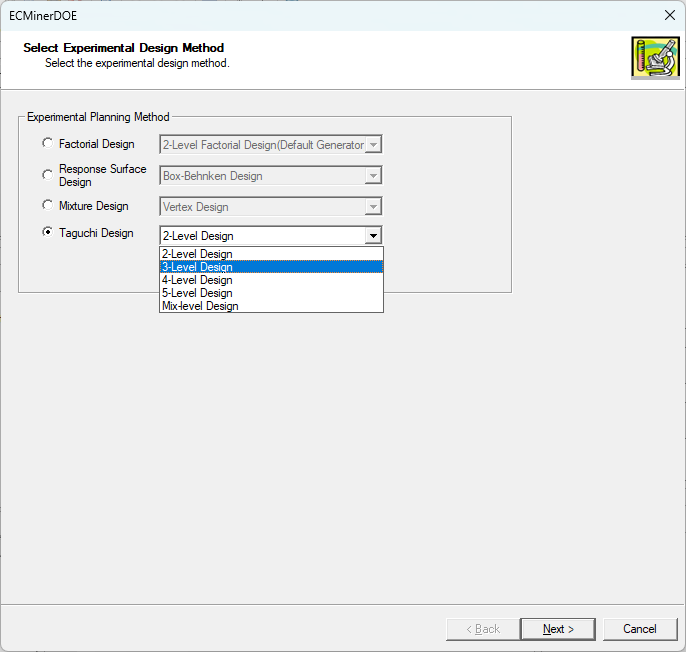 ECMinerDOE
Select Experimental Design Method
Select the experimental design method.
Experimental Planning Method
Factorial Design
2-Level Factorial Design(Default Generator
Response Surface
Design
Box-Behnken Design
Mixture Design
Vertex Design
Taguchi Design
2-Level Design
2-Level Design
3-Level Design
4-Level Design
5-Level Design
Mix-level Design
< Back
Next >
Cancel